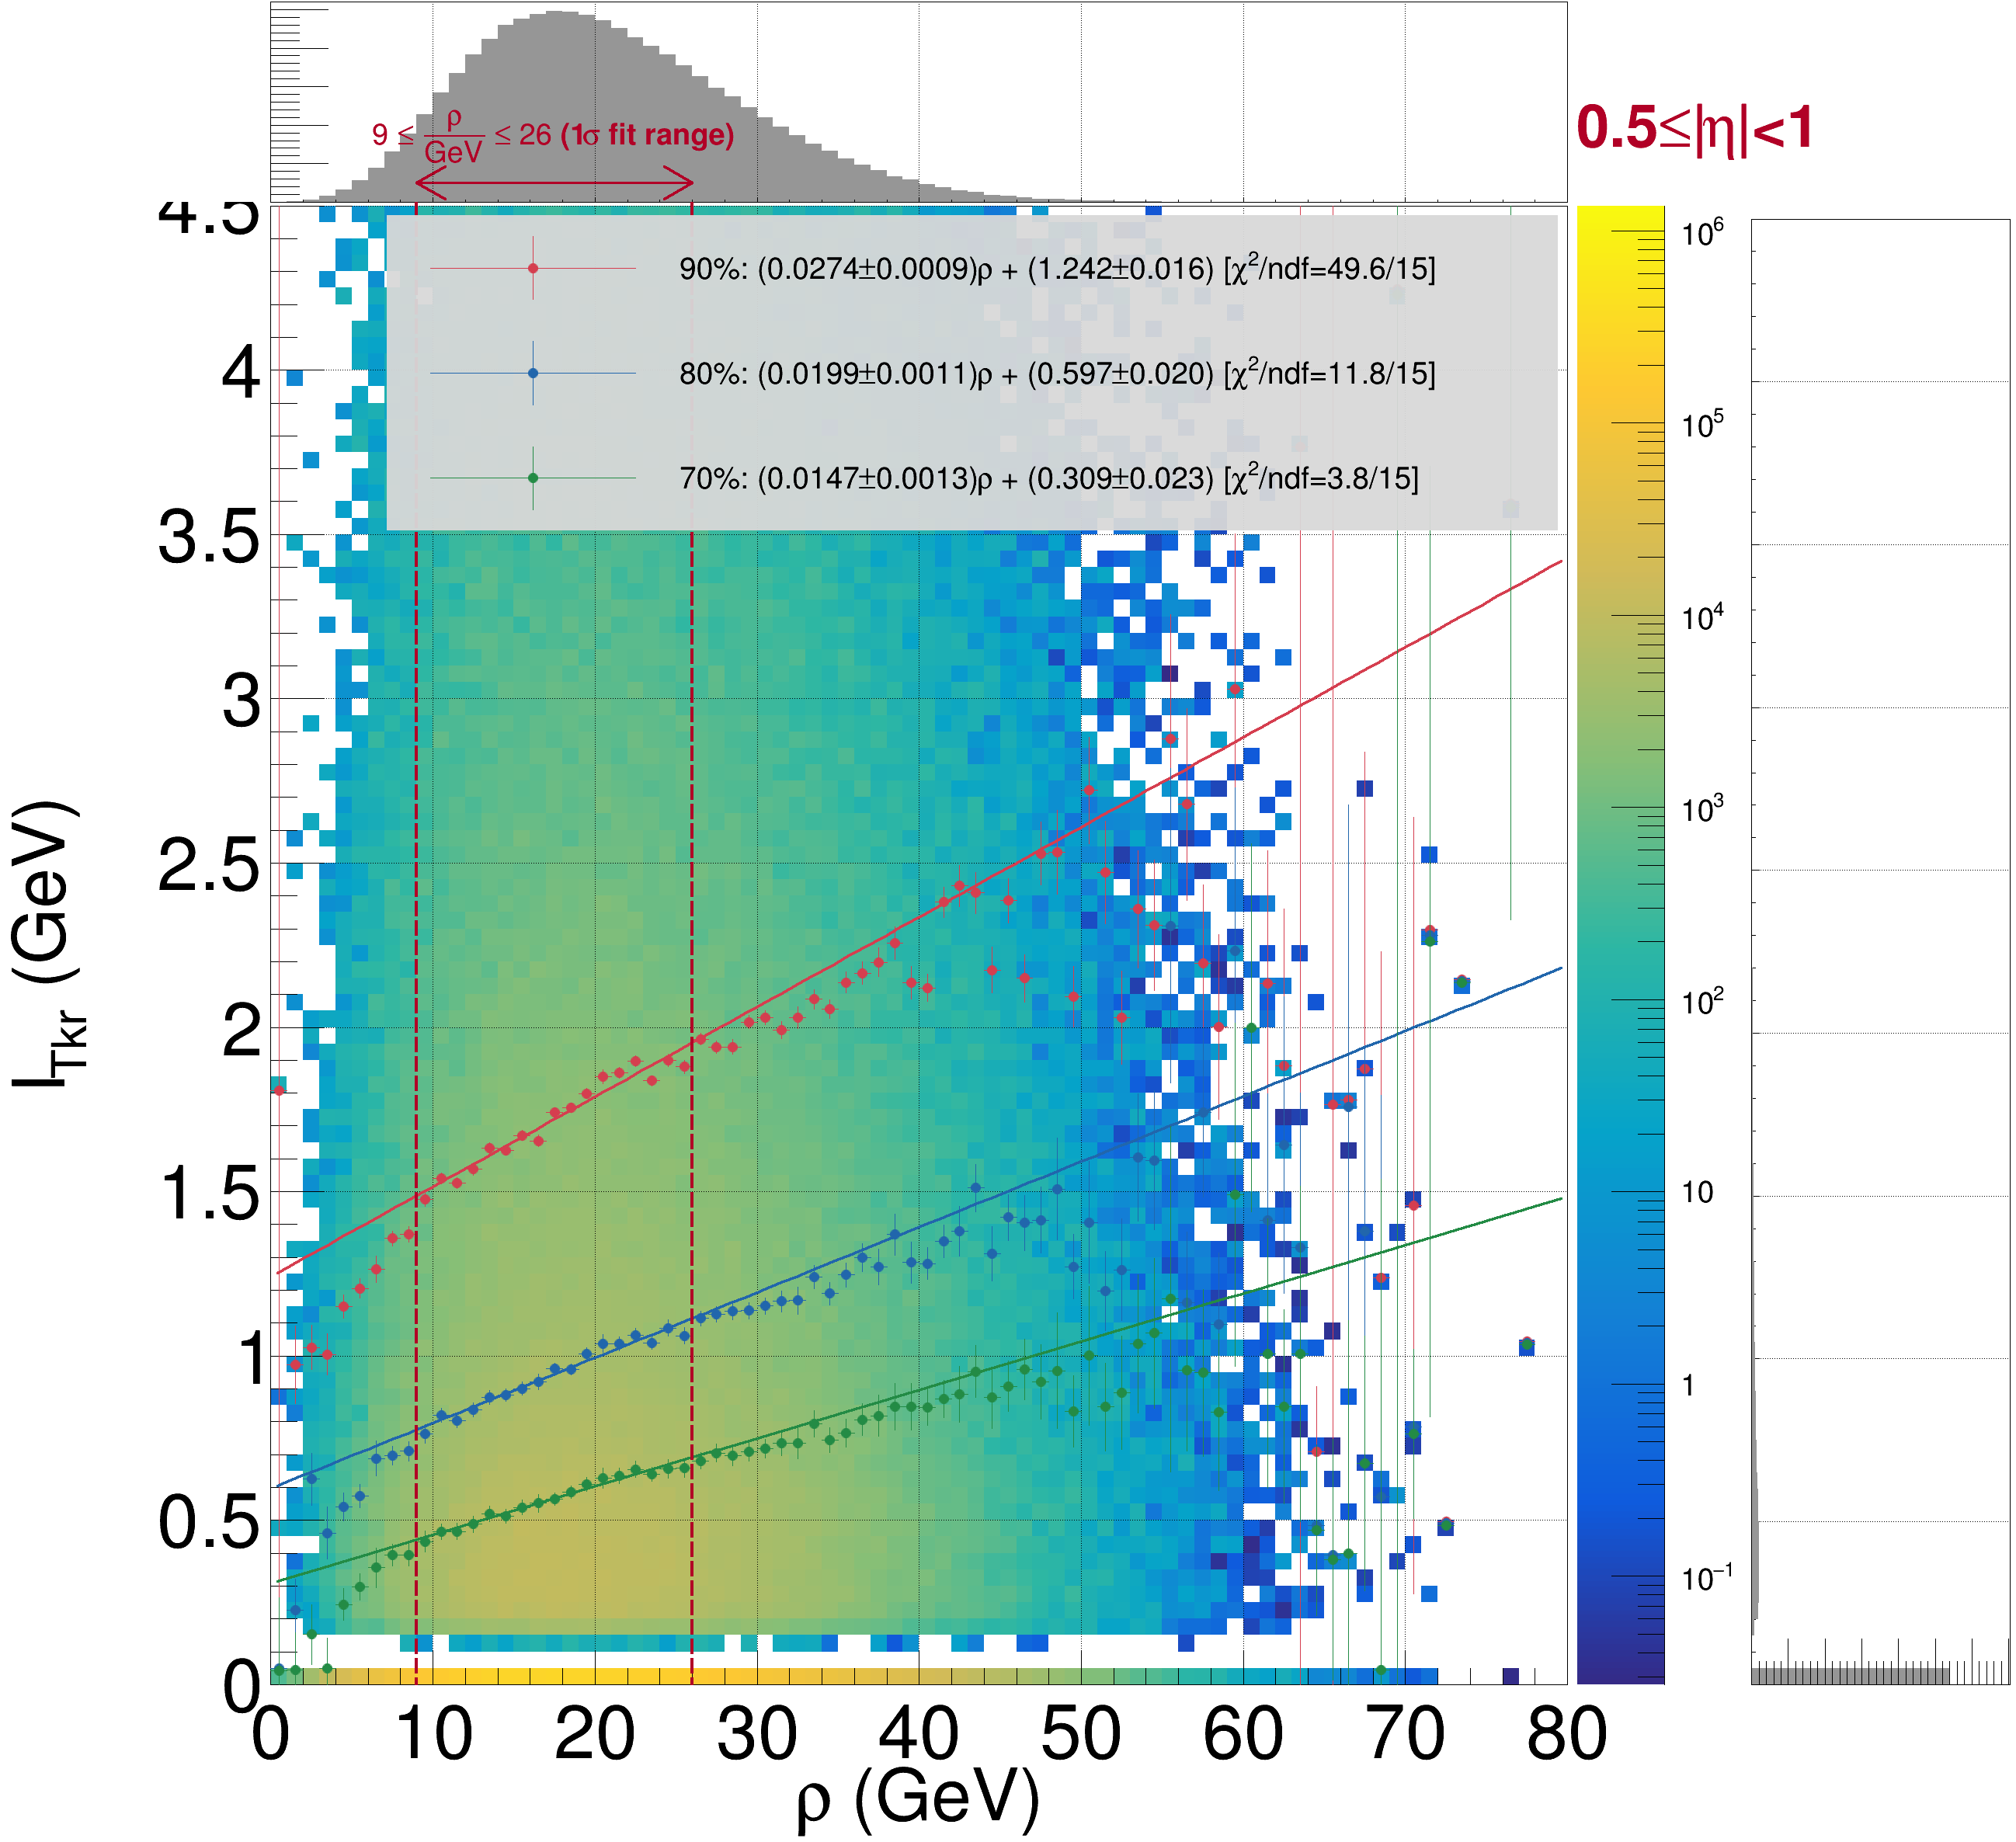 9 ≤ ρ/GeV ≤ 26 (1σ fit range)
0.5≤|η|<1
90%: (0.0274±0.0009)ρ + (1.242±0.016) [χ²/ndf=49.6/15]
80%: (0.0199±0.0011)ρ + (0.597±0.020) [χ²/ndf=11.8/15]
70%: (0.0147±0.0013)ρ + (0.309±0.023) [χ²/ndf=3.8/15]
4.5
4
3.5
3
2.5
2
1.5
1
0.5
0
I_Tkr (GeV)
0 10 20 30 40 50 60 70 80
ρ (GeV)
10⁶
10⁵
10⁴
10³
10²
10
1
10⁻¹